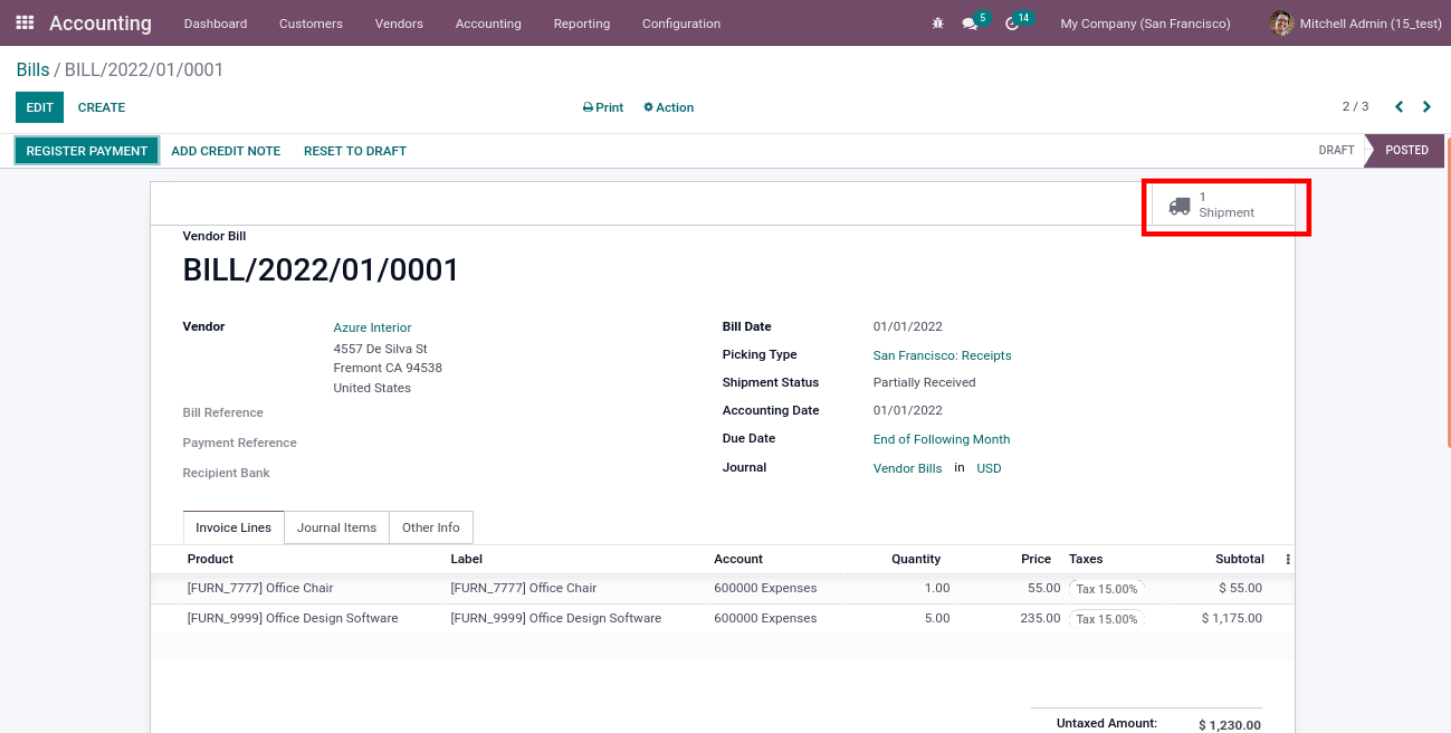 Accounting Dashboard Customers Vendors Accounting Reporting Configuration 5 14 My Company (San Francisco) Mitchell Admin (15_test)
Bills / BILL/2022/01/0001
EDIT CREATE Print Action 2 / 3
REGISTER PAYMENT ADD CREDIT NOTE RESET TO DRAFT DRAFT POSTED
1
Shipment
Vendor Bill
BILL/2022/01/0001
Vendor Azure Interior Bill Date 01/01/2022
4557 De Silva St
Fremont CA 94538
United States
Picking Type San Francisco: Receipts
Shipment Status Partially Received
Bill Reference Accounting Date 01/01/2022
Payment Reference Due Date End of Following Month
Recipient Bank Journal Vendor Bills in USD
Invoice Lines Journal Items Other Info
Product Label Account Quantity Price Taxes Subtotal
[FURN_7777] Office Chair [FURN_7777] Office Chair 600000 Expenses 1.00 55.00 Tax 15.00% $ 55.00
[FURN_9999] Office Design Software [FURN_9999] Office Design Software 600000 Expenses 5.00 235.00 Tax 15.00% $ 1,175.00
Untaxed Amount: $ 1,230.00